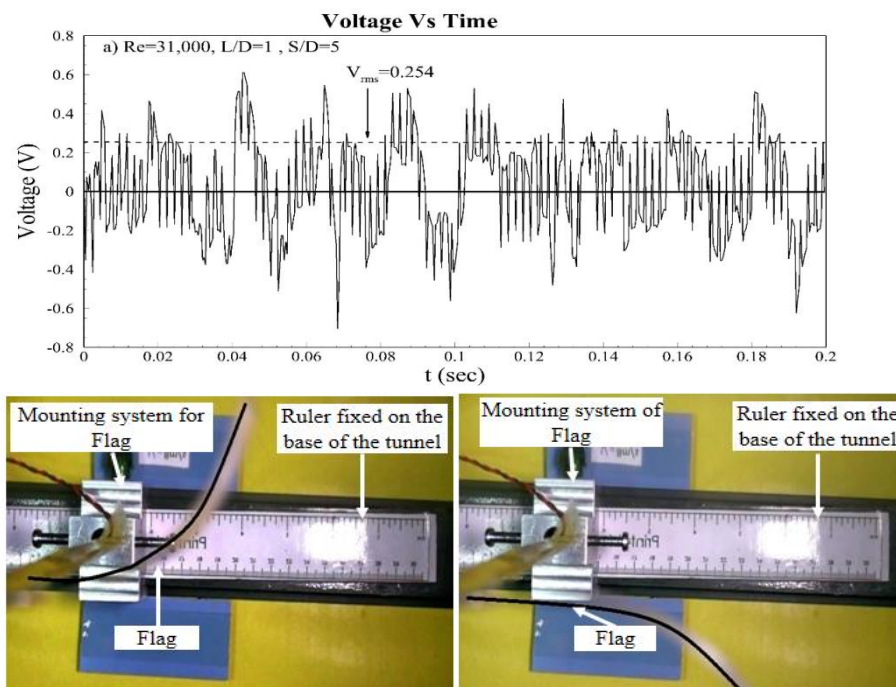 Voltage Vs Time
a) Re=31,000, L/D=1 , S/D=5
Vrms=0.254
Voltage (V)
0.8
0.6
0.4
0.2
0
-0.2
-0.4
-0.6
-0.8
0
0.02
0.04
0.06
0.08
0.1
0.12
0.14
0.16
0.18
0.2
t (sec)
Mounting system for
Flag
Ruler fixed on the
base of the tunnel
Flag
Mounting system of
Flag
Ruler fixed on the
base of the tunnel
Flag